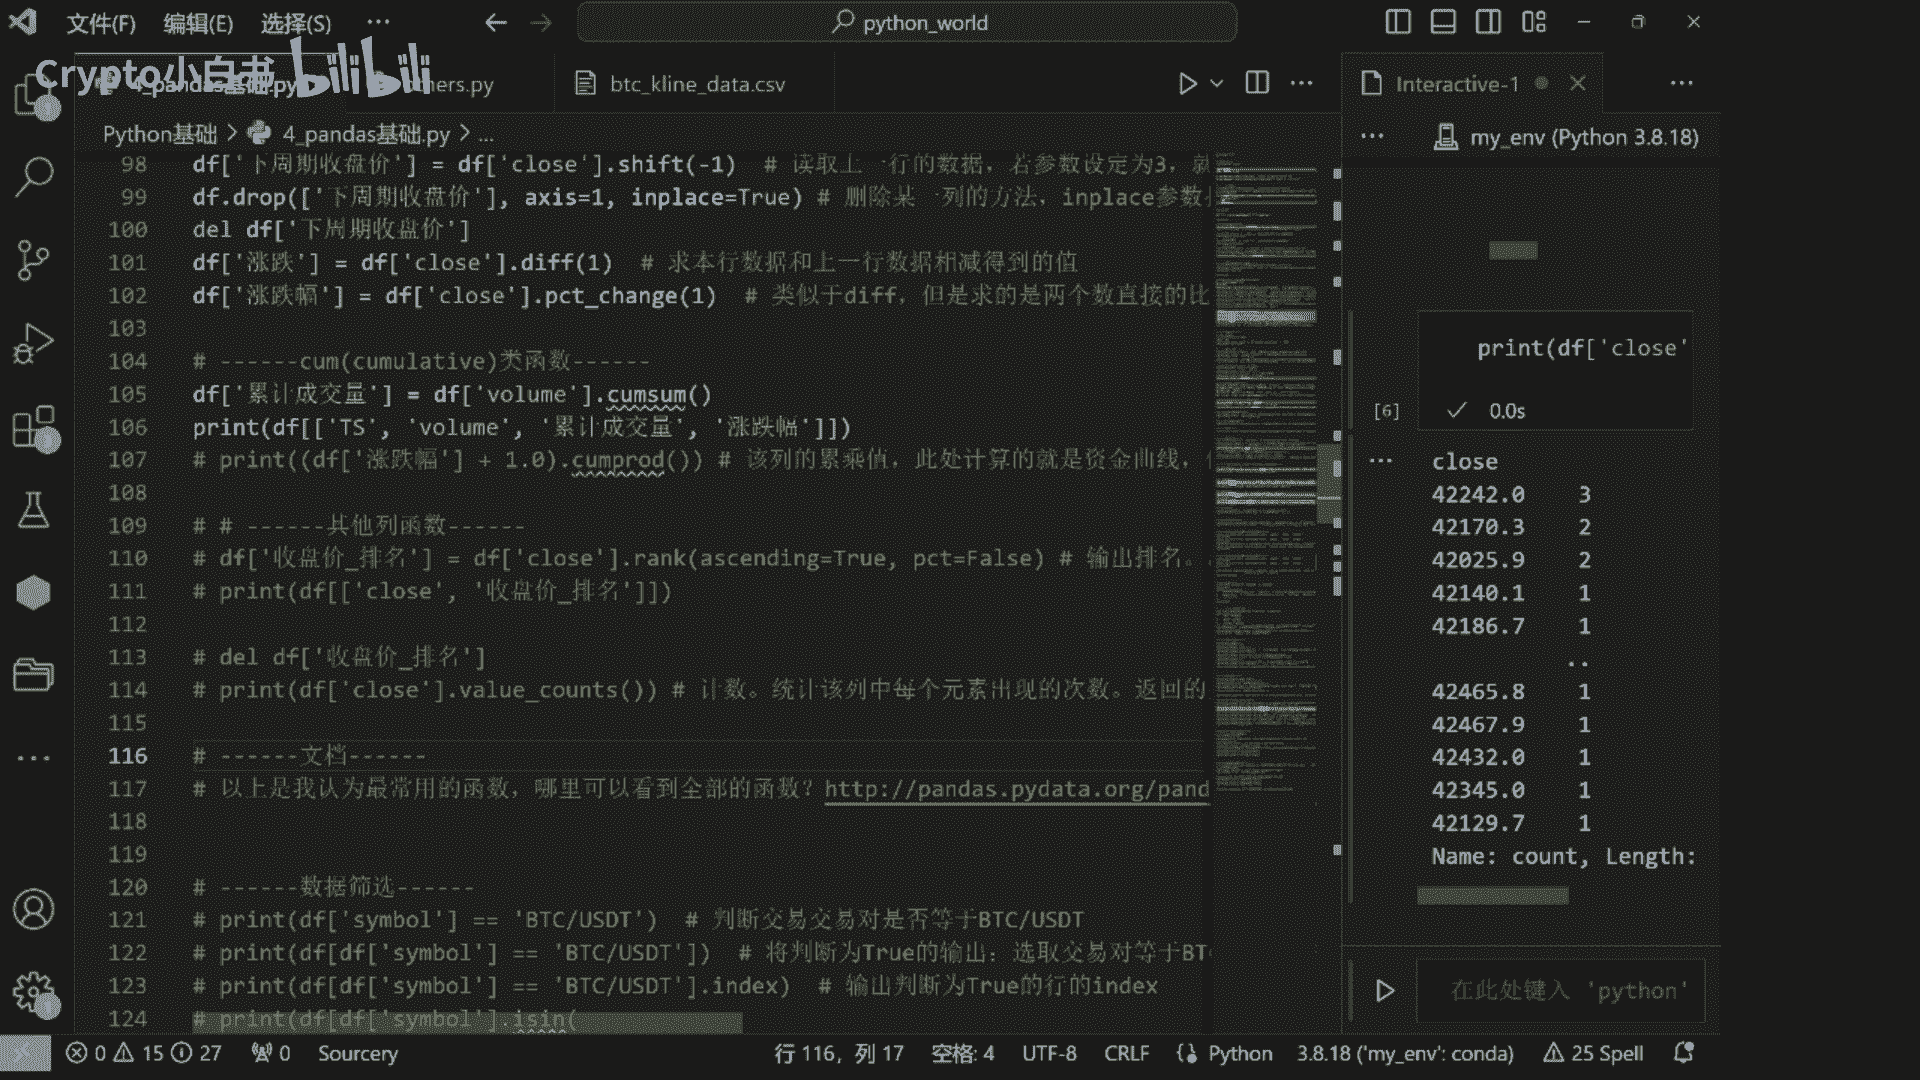 文件(F) 编辑(E) 选择(S) ··· python_world
Crypto小白书 bilibili
4_pandas基础.py
hers.py
btc_kline_data.csv
Interactive-1
Python基础 > 4_pandas基础.py > ...
my_env (Python 3.8.18)
98 df['下周期收盘价'] = df['close'].shift(-1) # 读取上一行的数据，若参数设定为3，就
99 df.drop(['下周期收盘价'], axis=1, inplace=True) # 删除某一列的方法，inplace参数
100 del df['下周期收盘价']
101 df['涨跌'] = df['close'].diff(1) # 求本行数据和上一行数据相减得到的值
102 df['涨跌幅'] = df['close'].pct_change(1) # 类似于diff，但是求的是两个数直接的比
103
104 # ------cum(cumulative)类函数------
105 df['累计成交量'] = df['volume'].cumsum()
106 print(df[['TS', 'volume', '累计成交量', '涨跌幅']])
107 # print((df['涨跌幅'] + 1.0).cumprod()) # 该列的累乘值，此处计算的就是资金曲线，
108
109 # # ------其他列函数------
110 # df['收盘价_排名'] = df['close'].rank(ascending=True, pct=False) # 输出排名。
111 # print(df[['close', '收盘价_排名']])
112
113 # del df['收盘价_排名']
114 # print(df['close'].value_counts()) # 计数。统计该列中每个元素出现的次数。返回的
115
116 # ------文档------
117 # 以上是我认为最常用的函数，哪里可以看到全部的函数？http://pandas.pydata.org/pand
118
119
120 # ------数据筛选------
121 # print(df['symbol'] == 'BTC/USDT') # 判断交易交易对是否等于BTC/USDT
122 # print(df[df['symbol'] == 'BTC/USDT']) # 将判断为True的输出：选取交易对等于BT
123 # print(df[df['symbol'] == 'BTC/USDT'].index) # 输出判断为True的行的index
124 # print(df[df['symbol'].isin(
print(df['close'
[6] 0.0s
close
42242.0 3
42170.3 2
42025.9 2
42140.1 1
42186.7 1
..
42465.8 1
42467.9 1
42432.0 1
42345.0 1
42129.7 1
Name: count, Length:
在此处键入 'python'
0 15 27 0 Sourcery 行 116，列 17 空格: 4 UTF-8 CRLF Python 3.8.18 ('my_env': conda) 25 Spell